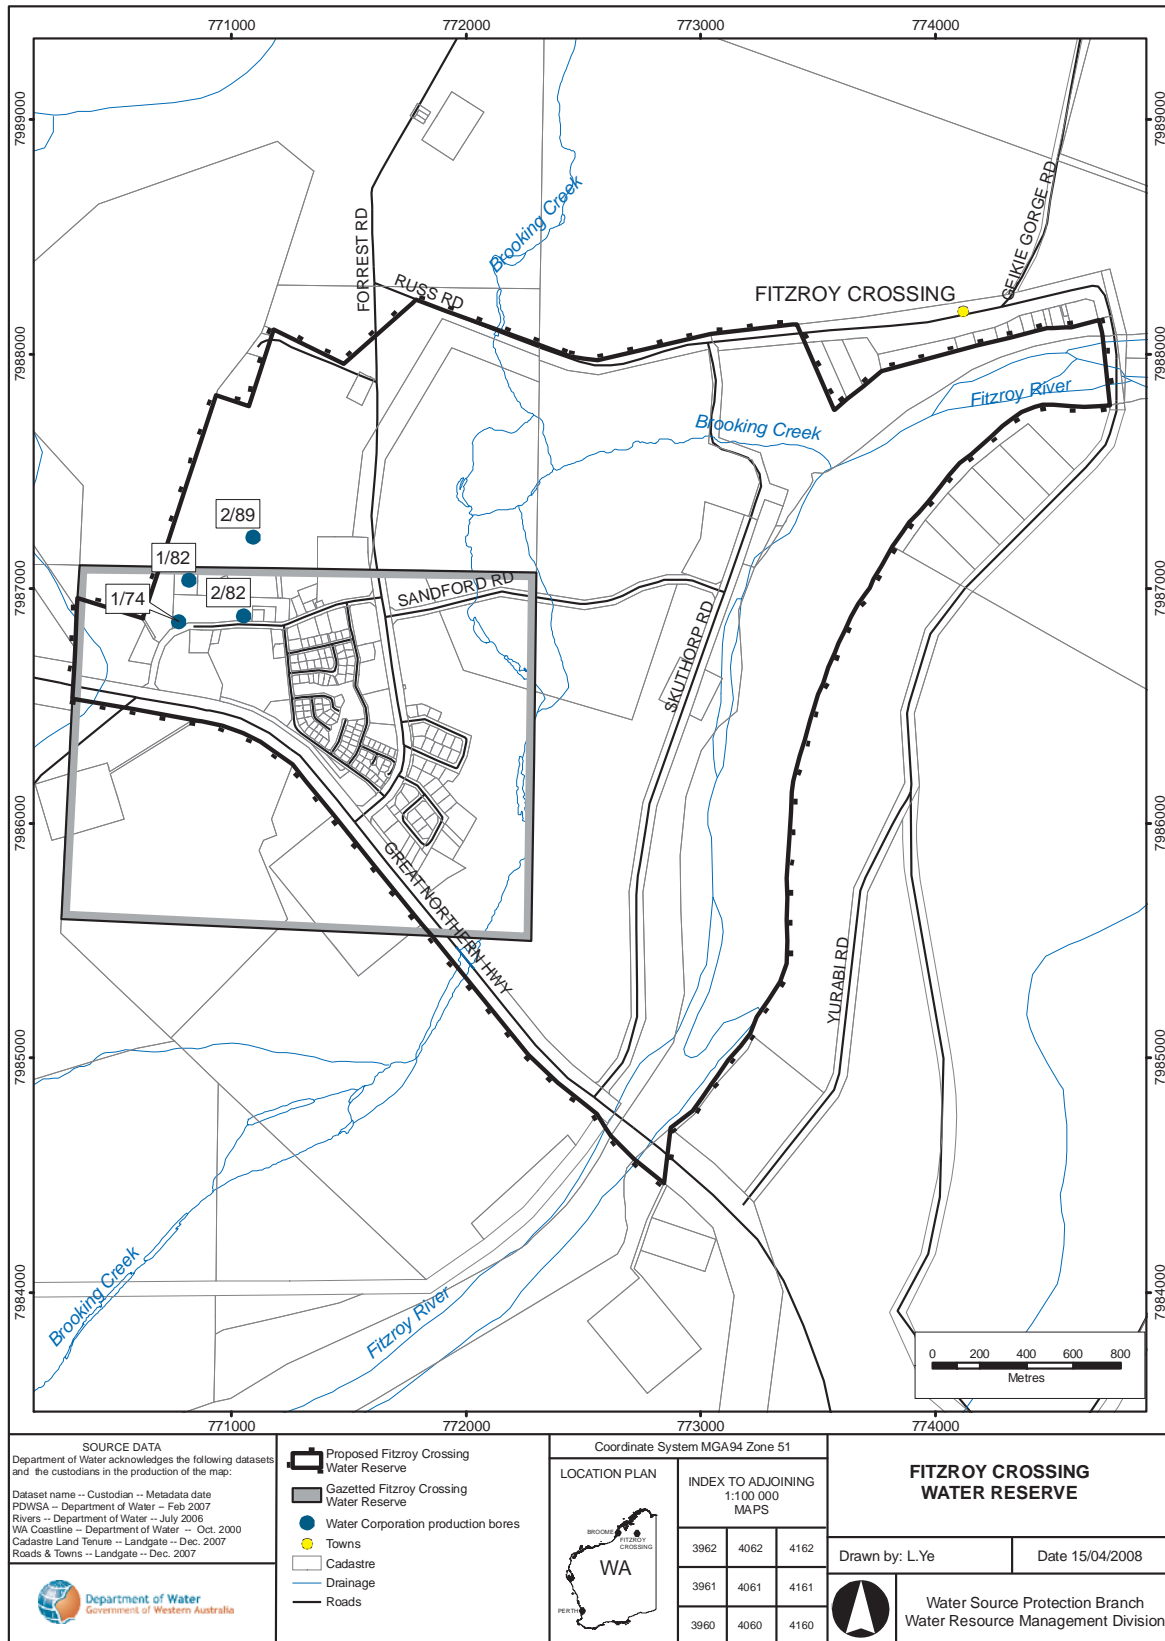 771000
772000
773000
774000
7989000
7989000
7988000
7988000
7987000
7987000
7986000
7986000
7985000
7985000
7984000
7984000
FORREST RD
RUSS RD
Brooking Creek
GEIKIE GORGE RD
FITZROY CROSSING
Fitzroy River
Brooking Creek
2/89
1/82
1/74
2/82
SANDFORD RD
SKUTHORP RD
GREAT NORTHERN HWY
YURABI RD
Brooking Creek
Fitzroy River
0 200 400 600 800
Metres
771000
772000
773000
774000
SOURCE DATA
Department of Water acknowledges the following datasets
and the custodians in the production of the map:
Dataset name -- Custodian -- Metadata date
PDWSA -- Department of Water -- Feb 2007
Rivers -- Department of Water -- July 2006
WA Coastline -- Department of Water -- Oct. 2000
Cadastre Land Tenure -- Landgate -- Dec. 2007
Roads & Towns -- Landgate -- Dec. 2007
Department of Water
Government of Western Australia
Proposed Fitzroy Crossing
Water Reserve
Gazetted Fitzroy Crossing
Water Reserve
Water Corporation production bores
Towns
Cadastre
Drainage
Roads
Coordinate System MGA94 Zone 51
LOCATION PLAN
BROOME
FITZROY
CROSSING
WA
PERTH
INDEX TO ADJOINING
1:100 000
MAPS
3962 4062 4162
3961 4061 4161
3960 4060 4160
FITZROY CROSSING
WATER RESERVE
Drawn by: L.Ye
Date 15/04/2008
Water Source Protection Branch
Water Resource Management Division